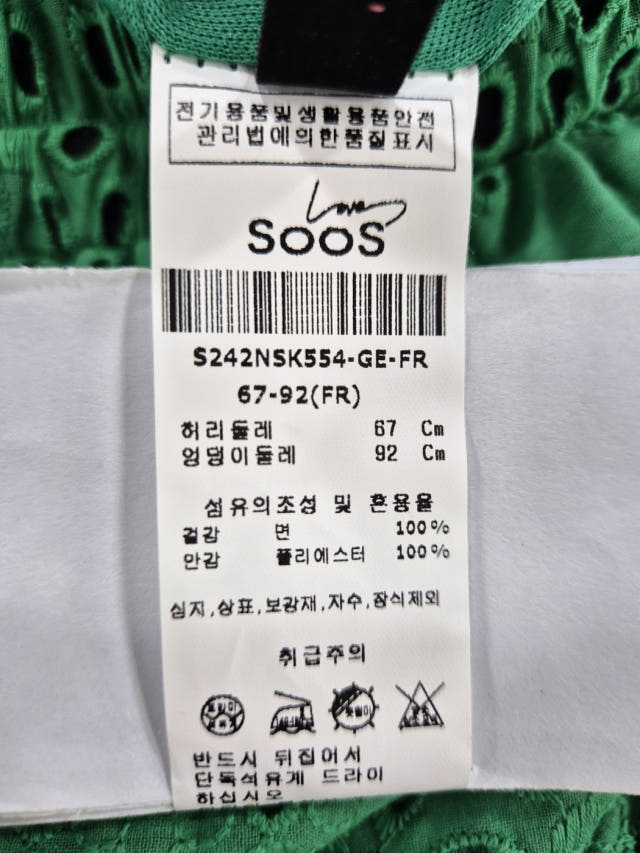 전기용품및생활용품안전
관리법에의한품질표시
Love
SOOS
S242NSK554-GE-FR
67-92(FR)
허리둘레 67 Cm
엉덩이둘레 92 Cm
섬유의조성 및 혼용율
겉감 면 100%
안감 폴리에스터 100%
심지,상표,보강재,자수,장식제외
취급주의
반드시 뒤집어서
단독석유계 드라이
하십시오